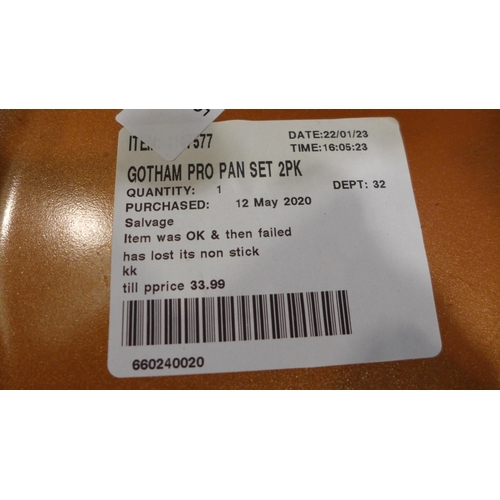 ITEM 577 DATE:22/01/23
TIME:16:05:23
GOTHAM PRO PAN SET 2PK
QUANTITY: 1 DEPT: 32
PURCHASED: 12 May 2020
Salvage
Item was OK & then failed
has lost its non stick
kk
till pprice 33.99
660240020